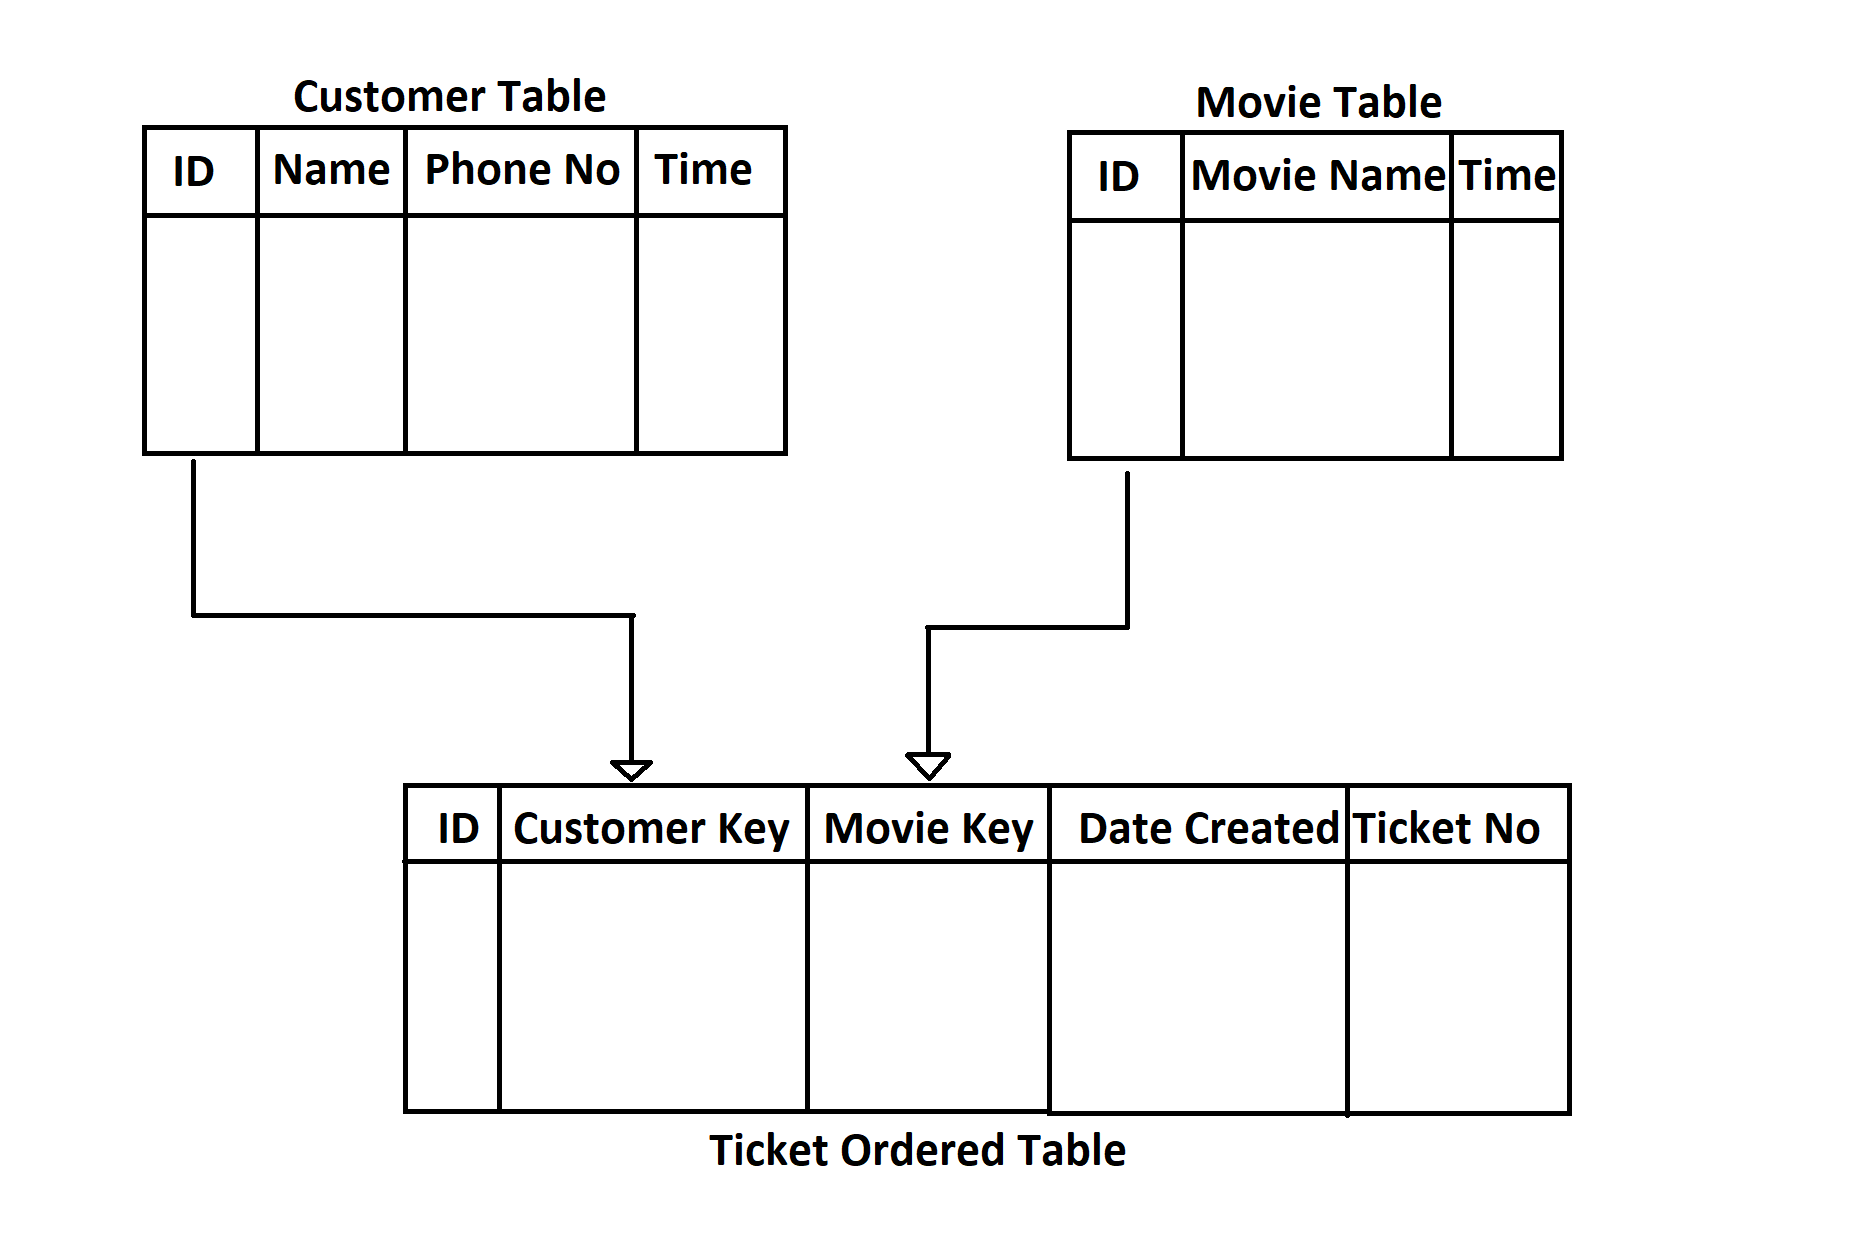 Customer Table
ID Name Phone No Time
Movie Table
ID Movie Name Time
ID Customer Key Movie Key Date Created Ticket No
Ticket Ordered Table